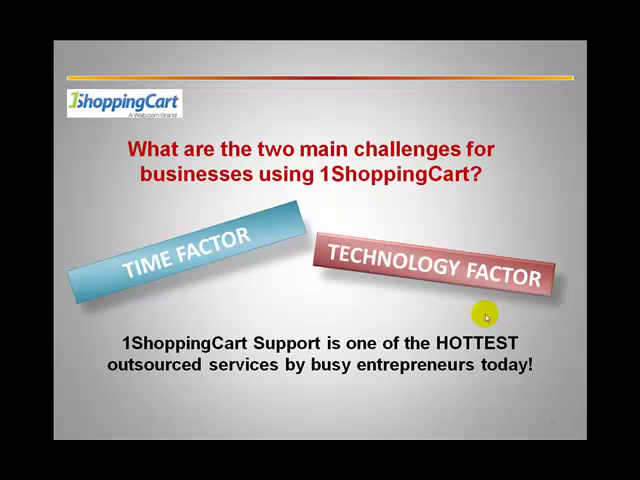 1ShoppingCart
A Web.com Brand
What are the two main challenges for
businesses using 1ShoppingCart?
TIME FACTOR
TECHNOLOGY FACTOR
1ShoppingCart Support is one of the HOTTEST
outsourced services by busy entrepreneurs today!